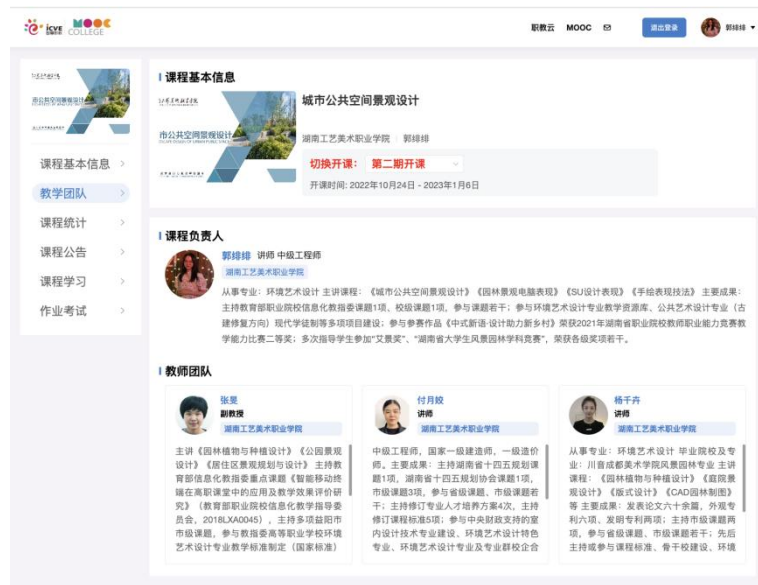 icve
MOOC
COLLEGE
职教云 MOOC 退出登录 郭绯绯
市公共空间景观设计
课程基本信息
教学团队
课程统计
课程公告
课程学习
作业考试
课程基本信息
市公共空间景观设计
城市公共空间景观设计
湖南工艺美术职业学院 郭绯绯
切换开课: 第二期开课
开课时间: 2022年10月24日 - 2023年1月6日
课程负责人
郭绯绯 讲师 中级工程师
湖南工艺美术职业学院
从事专业：环境艺术设计 主讲课程：《城市公共空间景观设计》《园林景观电脑表现》《SU设计表现》《手绘表现技法》 主要成果：
主持教育部职业院校信息化教指委课题1项、校级课题1项，参与课题若干；参与环境艺术设计专业教学资源库、公共艺术设计专业（古
建修复方向）现代学徒制等多项项目建设；参与参赛作品《中式新语·设计助力新乡村》荣获2021年湖南省职业院校教师职业能力竞赛教
学能力比赛二等奖；多次指导学生参加“艾景奖”、“湖南省大学生风景园林学科竞赛”，荣获各级奖项若干。
教师团队
张旻
副教授
湖南工艺美术职业学院
主讲《园林植物与种植设计》《公园景观
设计》《居住区景观规划与设计》 主持教
育部信息化教指委重点课题《智能移动终
端在高职课堂中的应用及教学效果评价研
究》（教育部职业院校信息化教学指导委
员会，2018LXA0045），主持多项益阳市
市级课题，参与教指委高等职业学校环境
艺术设计专业教学标准制定（国家标准）
付月姣
讲师
湖南工艺美术职业学院
中级工程师，国家一级建造师，一级造价
师。主要成果：主持湖南省十四五规划课
题1项，湖南省十四五规划协会课题1项，
市级课题3项，参与省级课题、市级课题若
干；主持修订专业人才培养方案4次，主持
修订课程标准5项；参与中央财政支持的室
内设计技术专业建设、环境艺术设计特色
专业、环境艺术设计专业及专业群校企合
杨千卉
讲师
湖南工艺美术职业学院
从事专业：环境艺术设计 毕业院校及专
业：川音成都美术学院风景园林专业 主讲
课程：《园林植物与种植设计》《庭院景
观设计》《版式设计》《CAD园林制图》
等 主要成果：发表论文六十余篇，外观专
利六项、发明专利两项；主持市级课题两
项，参与省级课题、市级课题若干；先后
主持或参与课程标准、骨干校建设、环境